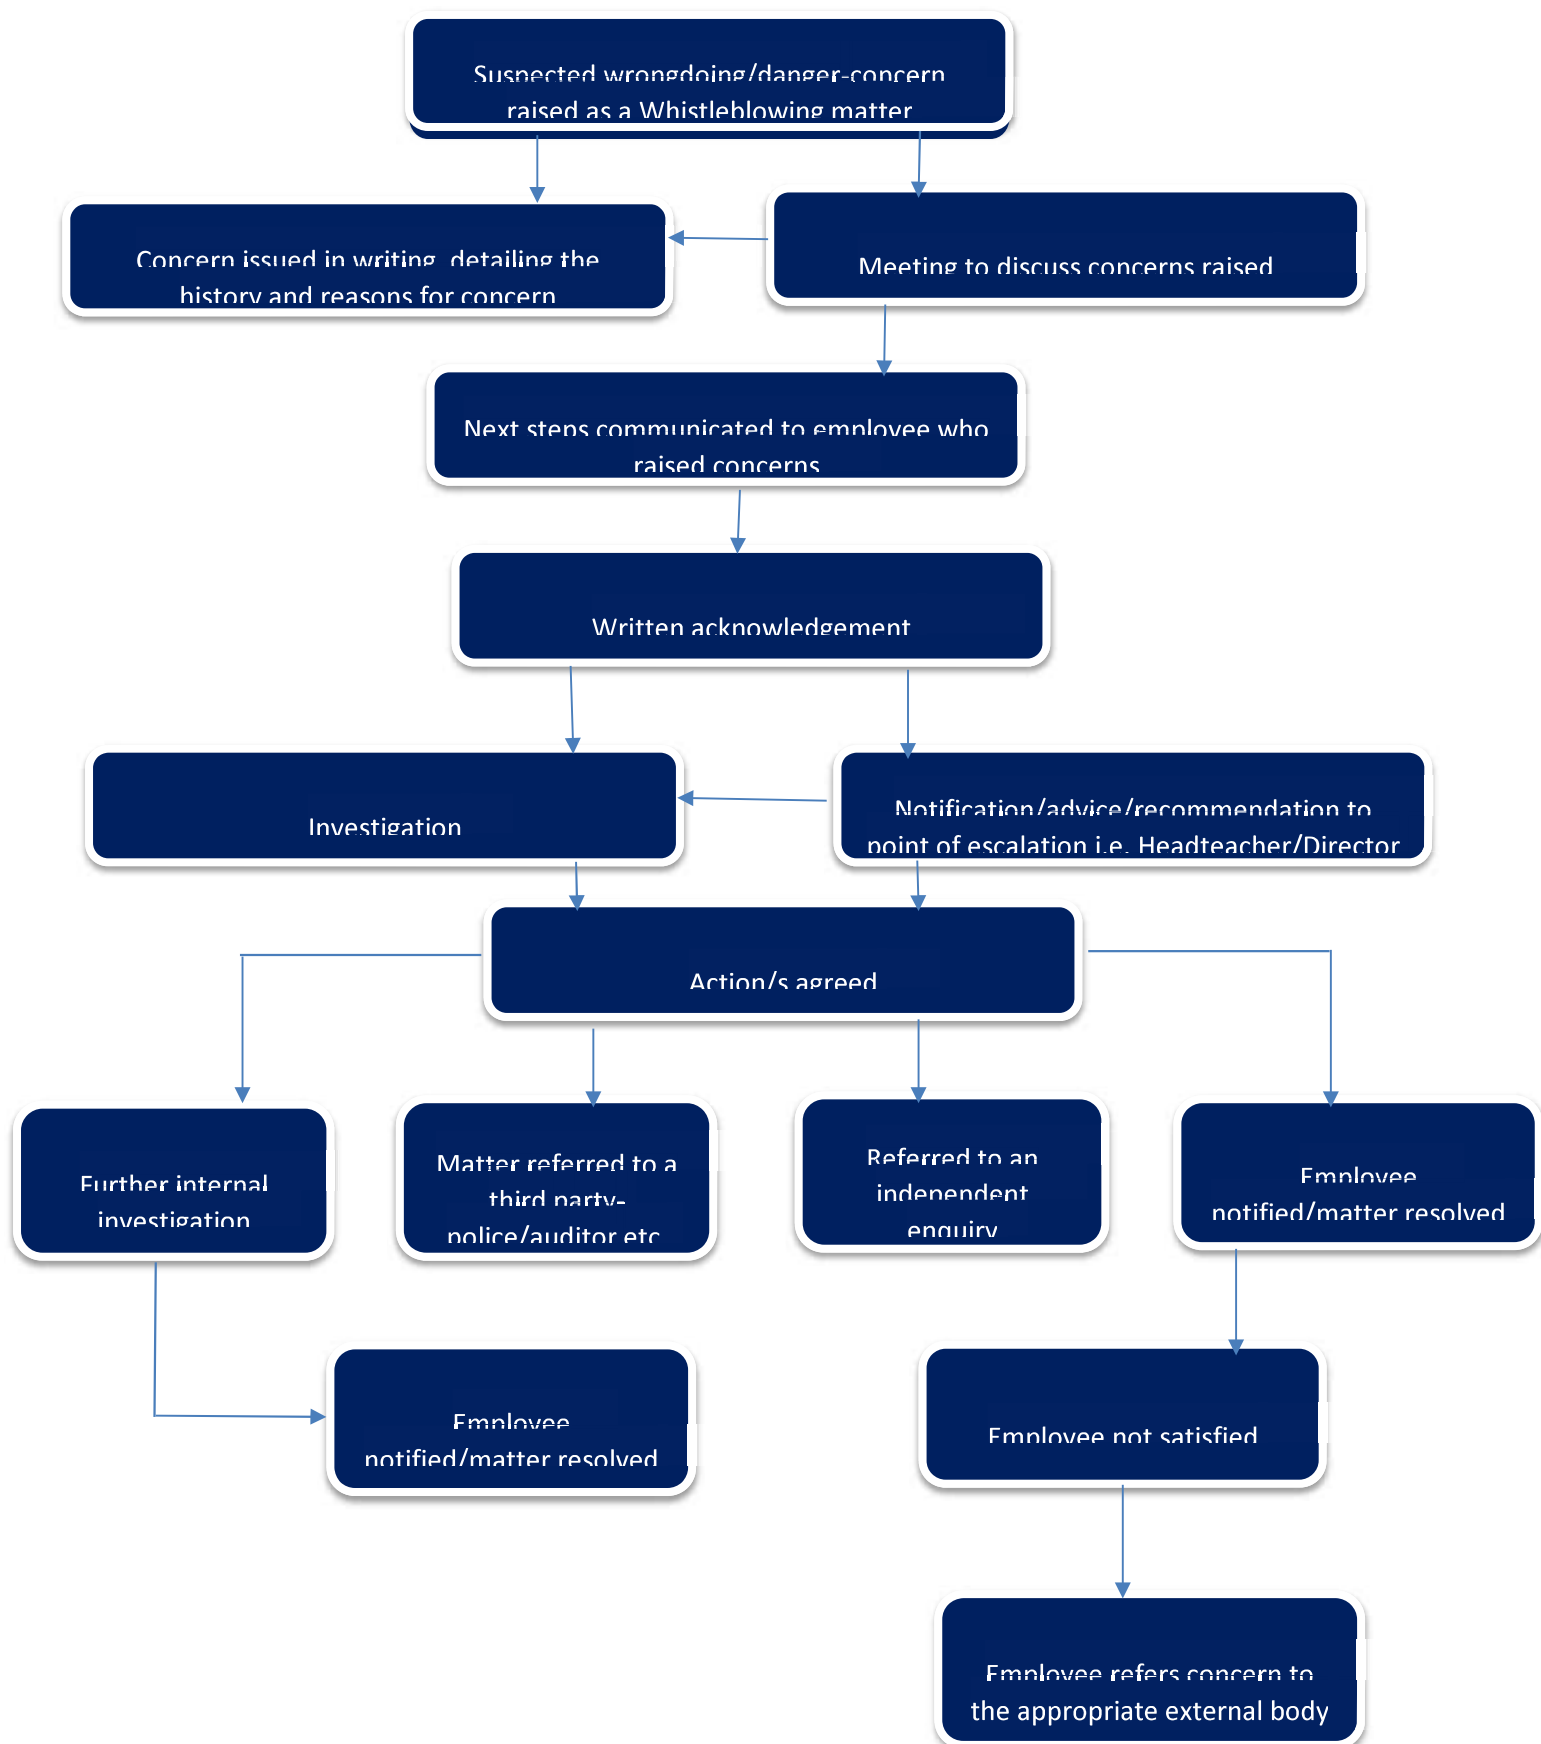 Suspected wrongdoing/danger-concern
raised as a Whistleblowing matter
Concern issued in writing, detailing the
history and reasons for concern
Meeting to discuss concerns raised
Next steps communicated to employee who
raised concerns
Written acknowledgement
Investigation
Notification/advice/recommendation to
point of escalation i.e. Headteacher/Director
Action/s agreed
Further internal
investigation
Matter referred to a
third party-
police/auditor etc
Referred to an
independent
enquiry
Employee
notified/matter resolved
Employee
notified/matter resolved
Employee not satisfied
Employee refers concern to
the appropriate external body